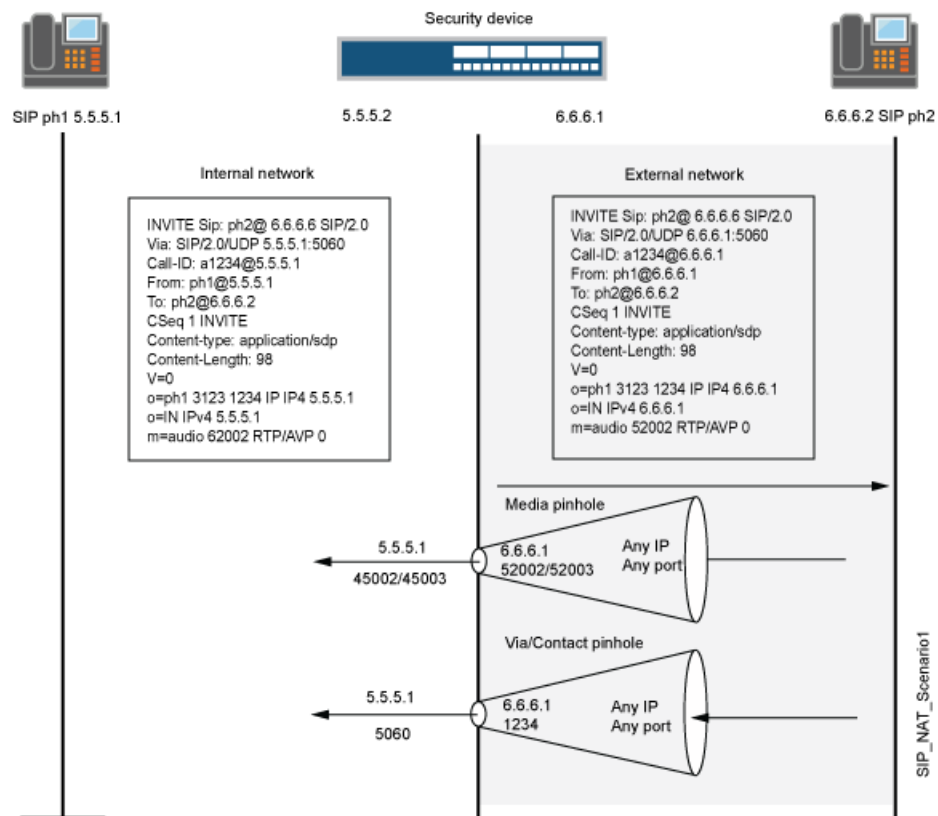 Security device
SIP ph1 5.5.5.1
5.5.5.2
6.6.6.1
6.6.6.2 SIP ph2
Internal network
INVITE Sip: ph2@ 6.6.6.6 SIP/2.0
Via: SIP/2.0/UDP 5.5.5.1:5060
Call-ID: a1234@5.5.5.1
From: ph1@5.5.5.1
To: ph2@6.6.6.2
CSeq 1 INVITE
Content-type: application/sdp
Content-Length: 98
V=0
o=ph1 3123 1234 IP IP4 5.5.5.1
o=IN IPv4 5.5.5.1
m=audio 62002 RTP/AVP 0
External network
INVITE Sip: ph2@ 6.6.6.6 SIP/2.0
Via: SIP/2.0/UDP 6.6.6.1:5060
Call-ID: a1234@6.6.6.1
From: ph1@6.6.6.1
To: ph2@6.6.6.2
CSeq 1 INVITE
Content-type: application/sdp
Content-Length: 98
V=0
o=ph1 3123 1234 IP IP4 6.6.6.1
o=IN IPv4 6.6.6.1
m=audio 52002 RTP/AVP 0
Media pinhole
5.5.5.1
45002/45003
6.6.6.1
52002/52003
Any IP
Any port
Via/Contact pinhole
5.5.5.1
5060
6.6.6.1
1234
Any IP
Any port
SIP_NAT_Scenario1